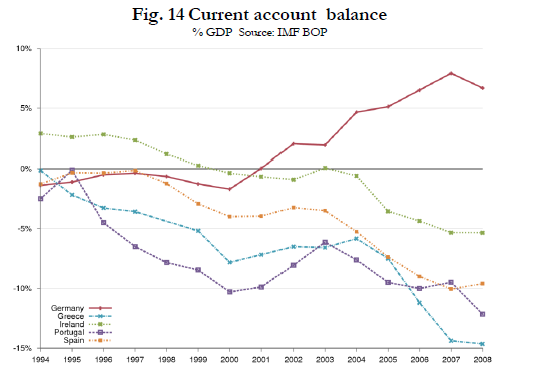 Fig. 14 Current account balance
% GDP Source: IMF BOP
10%
5%
0%
-5%
-10%
-15%
Germany
Greece
Ireland
Portugal
Spain
1994 1995 1996 1997 1998 1999 2000 2001 2002 2003 2004 2005 2006 2007 2008